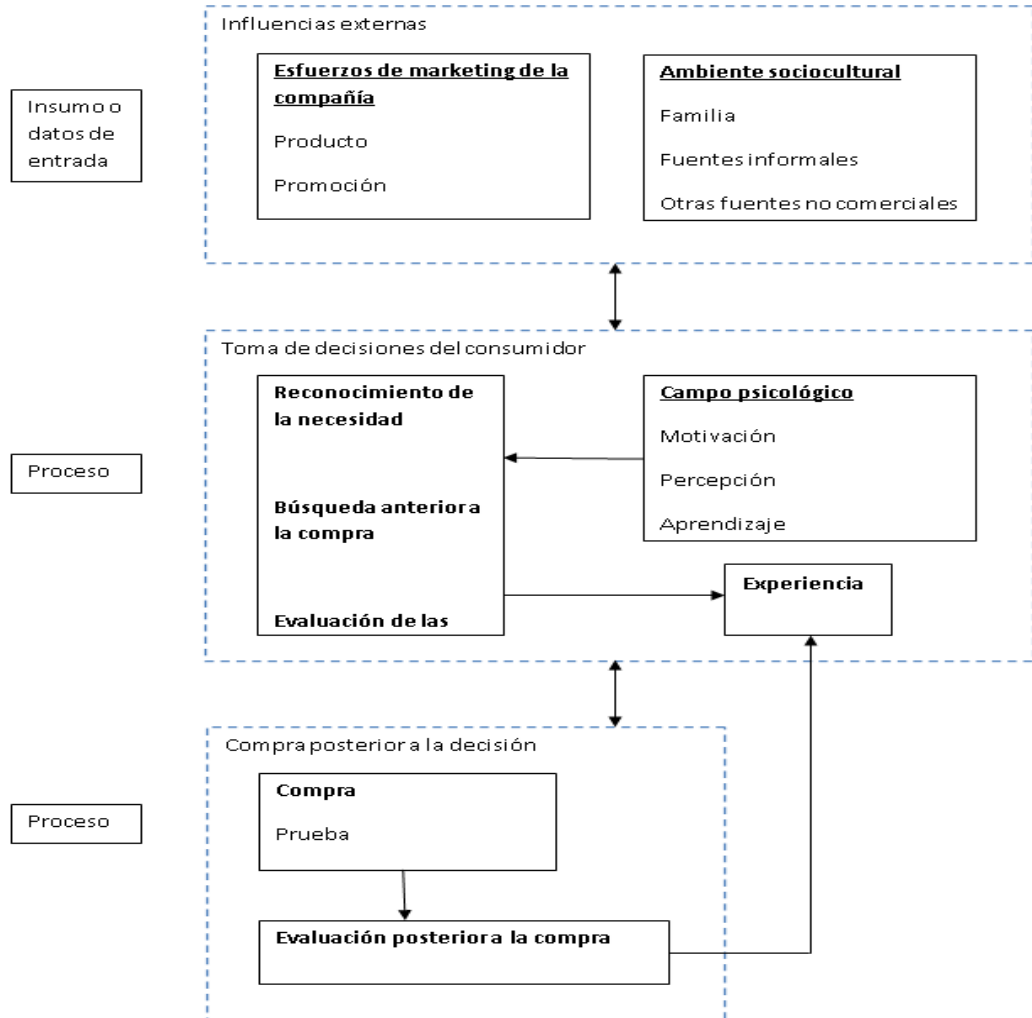 Influencias externas
Esfuerzos de marketing de la
compañía
Producto
Promoción
Ambiente sociocultural
Familia
Fuentes informales
Otras fuentes no comerciales
Insumo o
datos de
entrada
Toma de decisiones del consumidor
Reconocimiento de
la necesidad
Búsqueda anterior a
la compra
Evaluación de las
Campo psicológico
Motivación
Percepción
Aprendizaje
Experiencia
Proceso
Compra posterior a la decisión
Compra
Prueba
Evaluación posterior a la compra
Proceso